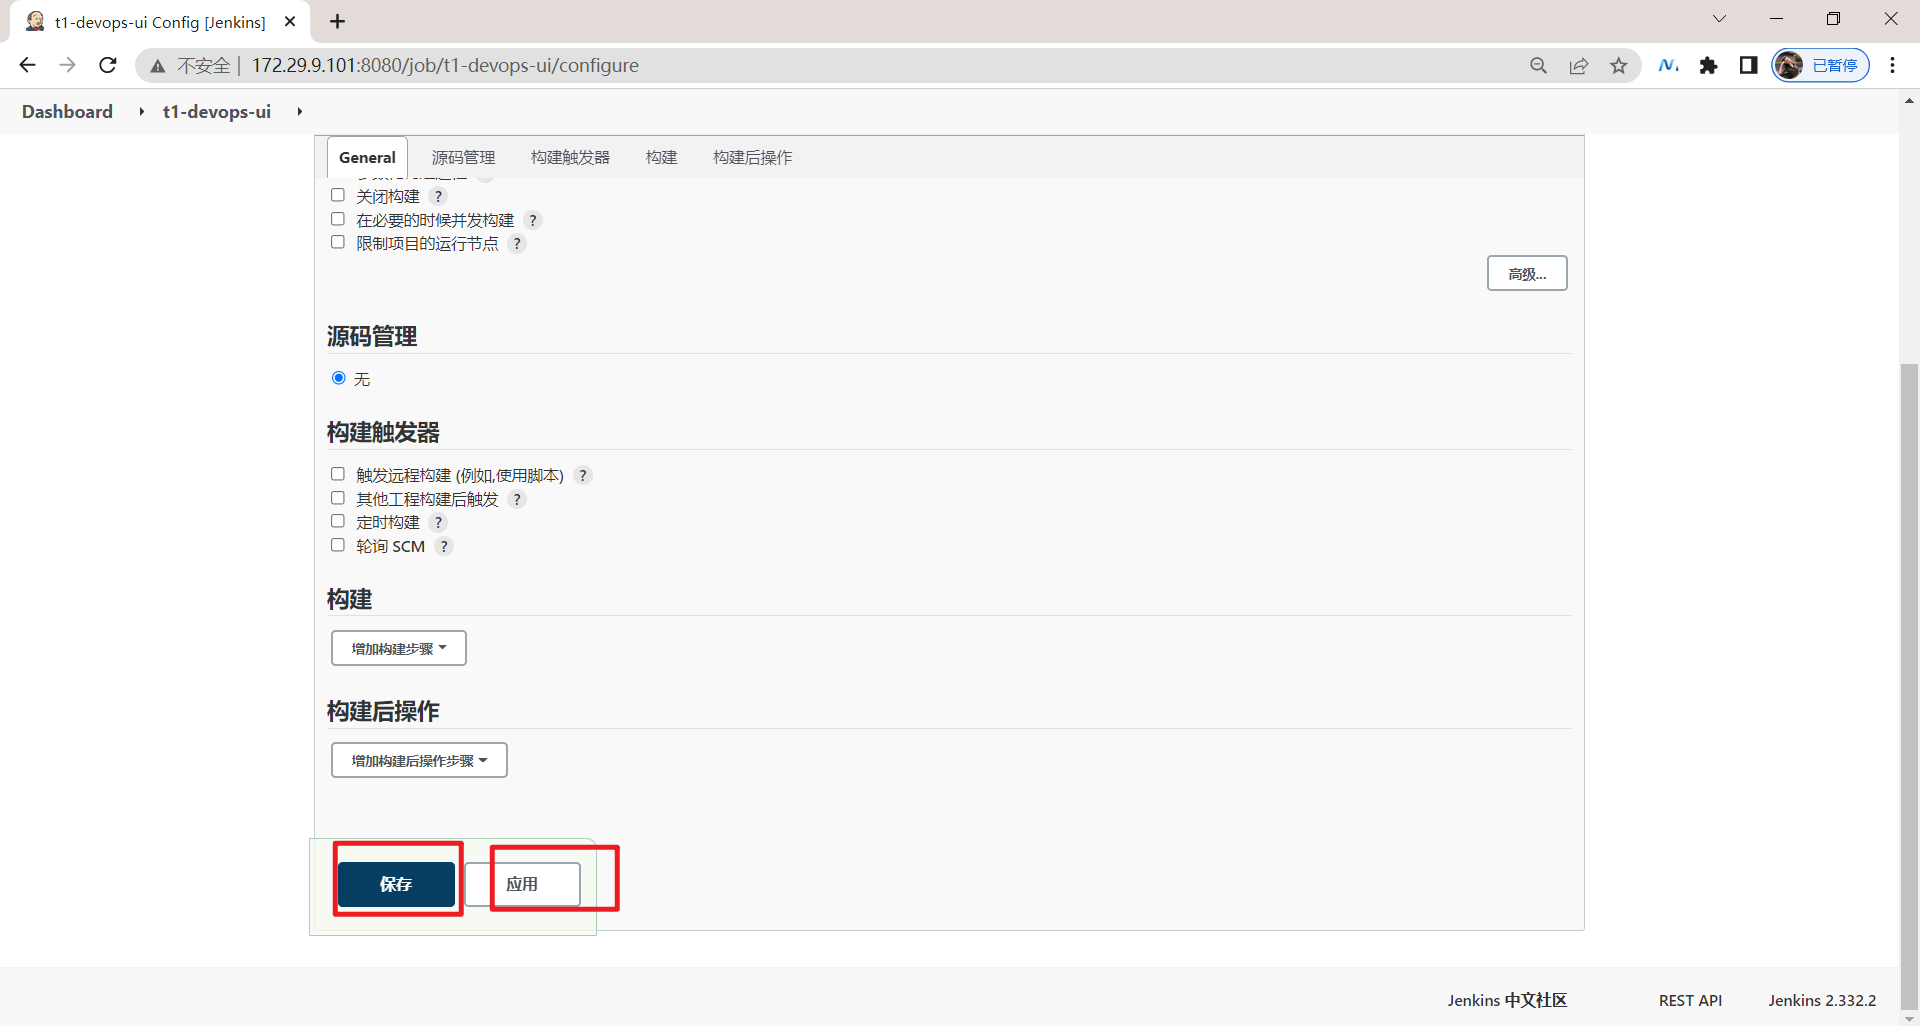 t1-devops-ui Config [Jenkins]
不安全 172.29.9.101:8080/job/t1-devops-ui/configure
已暂停
Dashboard t1-devops-ui
General 源码管理 构建触发器 构建 构建后操作
关闭构建 ?
在必要的时候并发构建 ?
限制项目的运行节点 ?
高级...
源码管理
无
构建触发器
触发远程构建 (例如,使用脚本) ?
其他工程构建后触发 ?
定时构建 ?
轮询 SCM ?
构建
增加构建步骤
构建后操作
增加构建后操作步骤
保存 应用
Jenkins 中文社区 REST API Jenkins 2.332.2